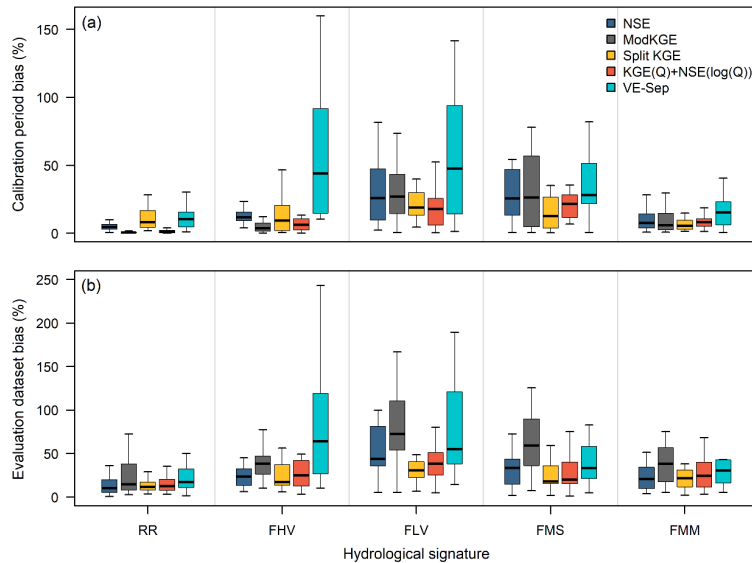 (a)
NSE
ModKGE
Split KGE
KGE(Q)+NSE(log(Q))
VE-Sep
Calibration period bias (%)
150
100
50
0
(b)
Evaluation dataset bias (%)
250
200
150
100
50
0
RR FHV FLV FMS FMM
Hydrological signature